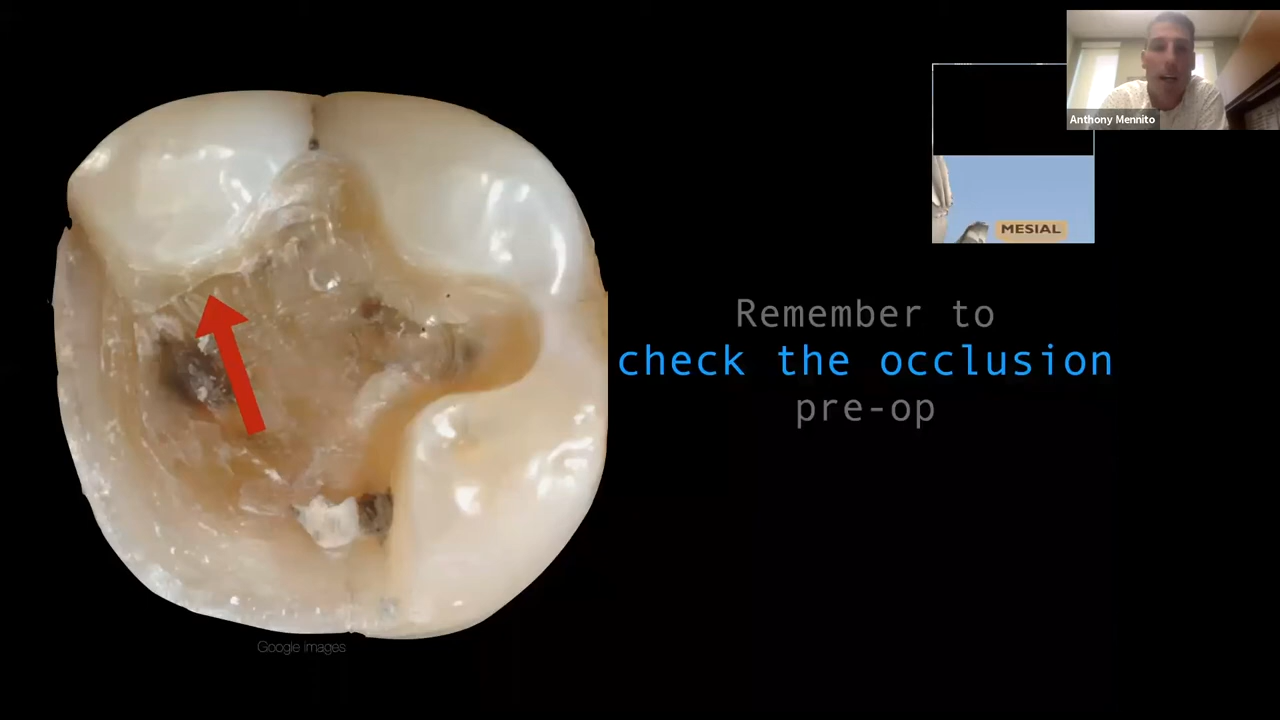 Anthony Mennito
MESIAL
Remember to
check the occlusion
pre-op
Google Images